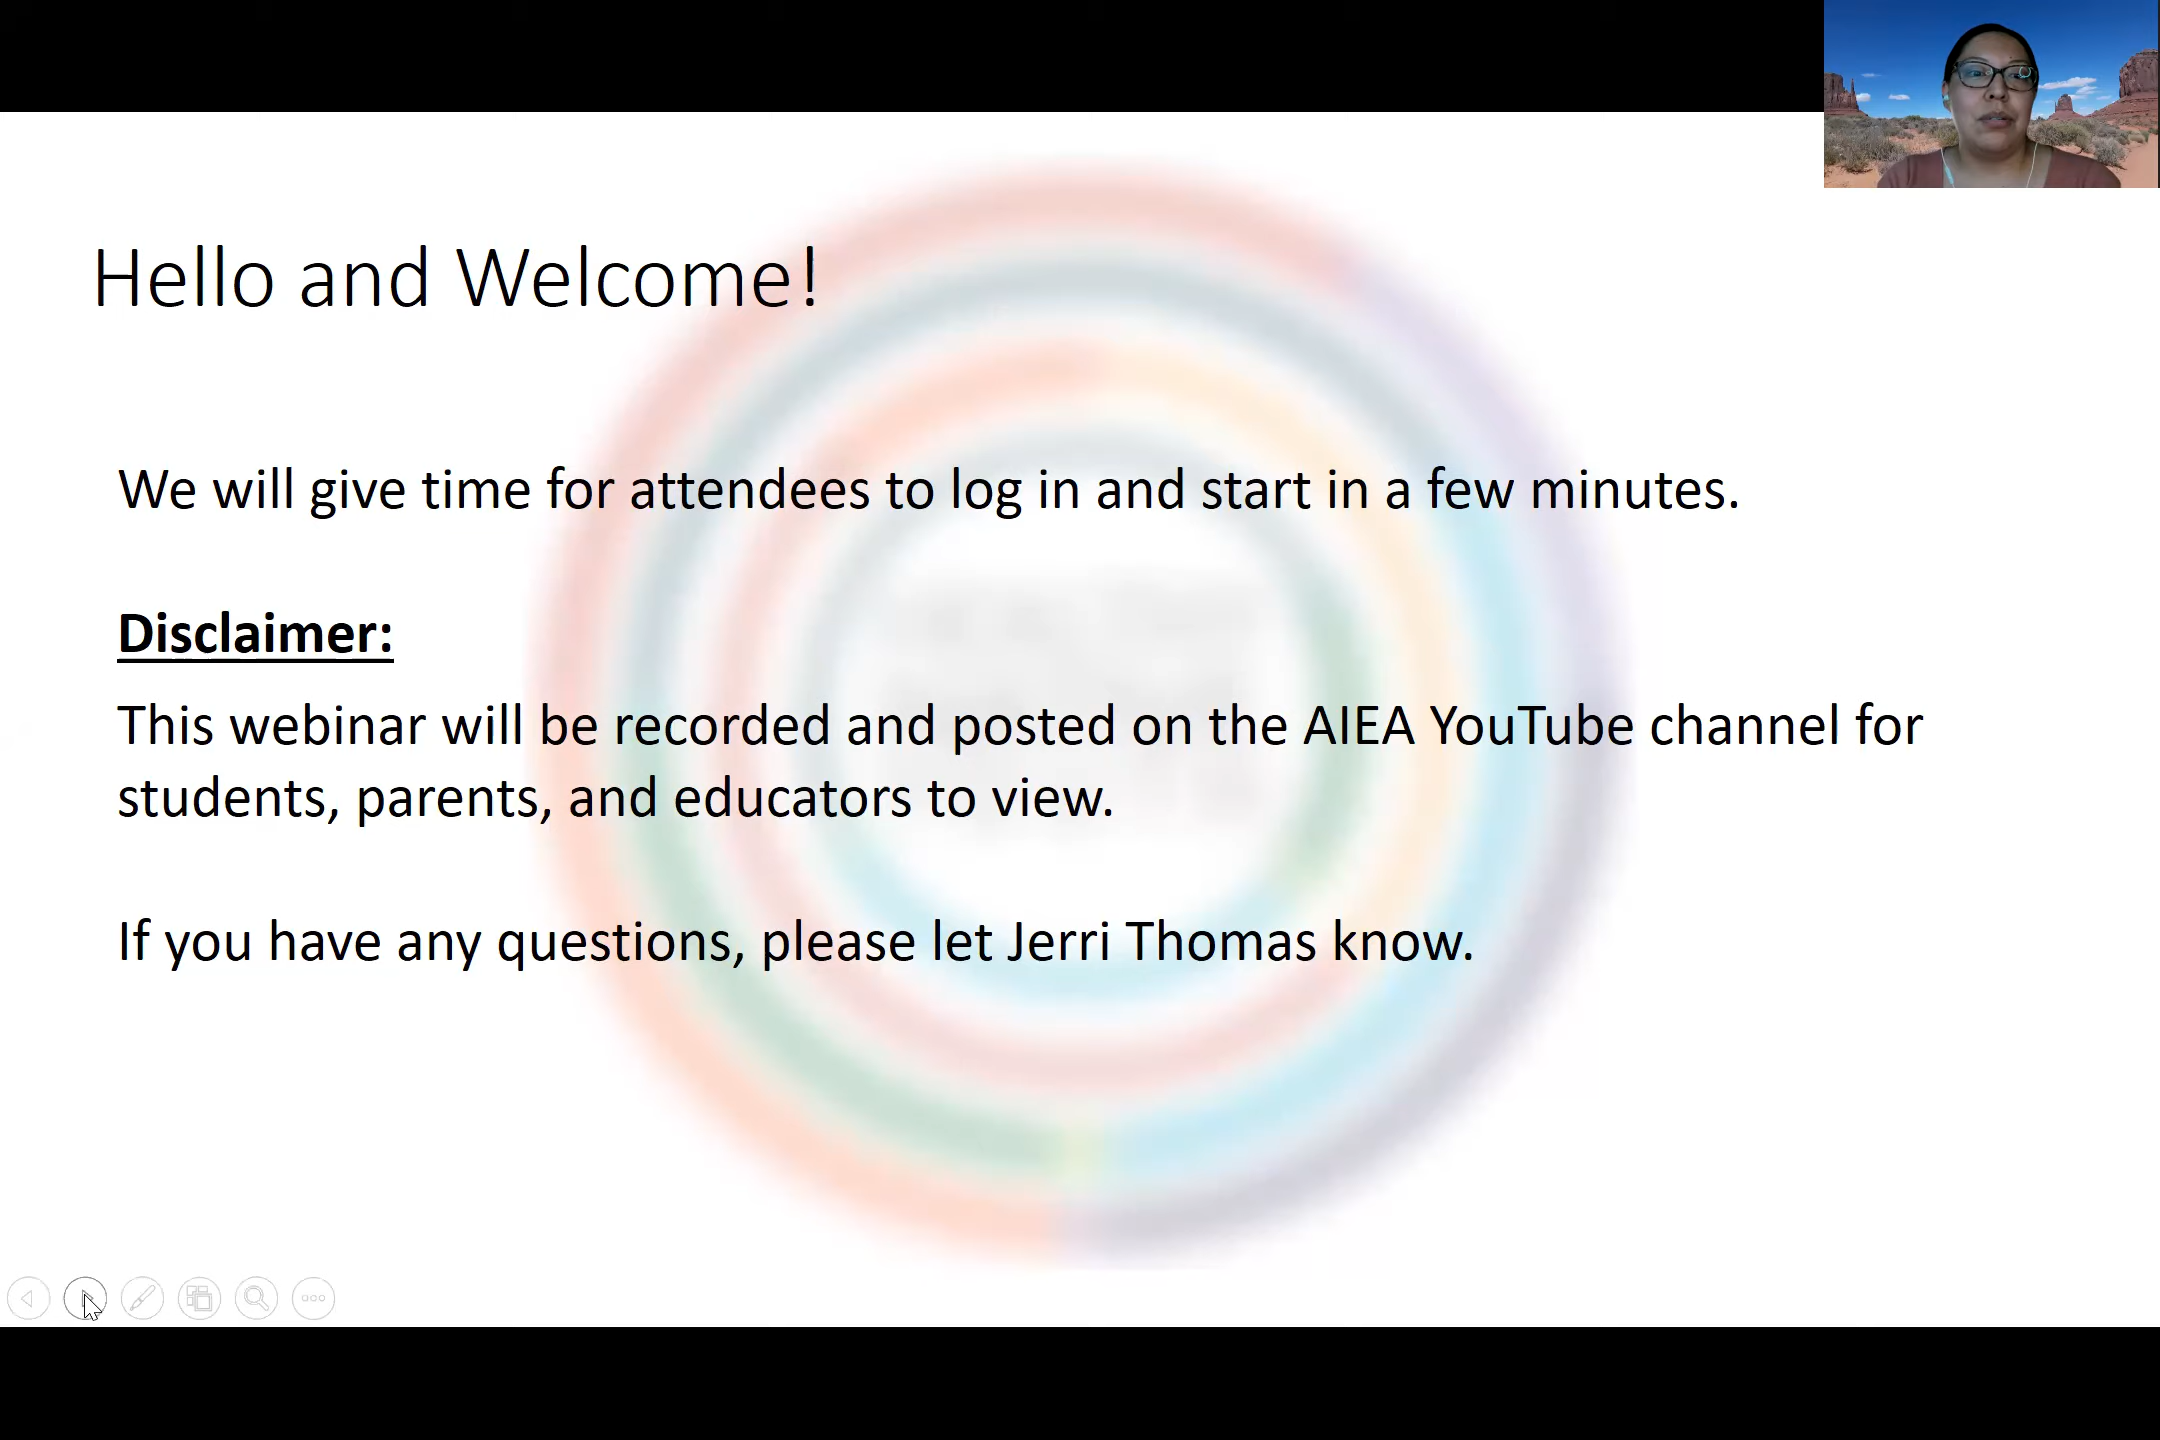 Hello and Welcome!
We will give time for attendees to log in and start in a few minutes.
Disclaimer:
This webinar will be recorded and posted on the AIEA YouTube channel for
students, parents, and educators to view.
If you have any questions, please let Jerri Thomas know.